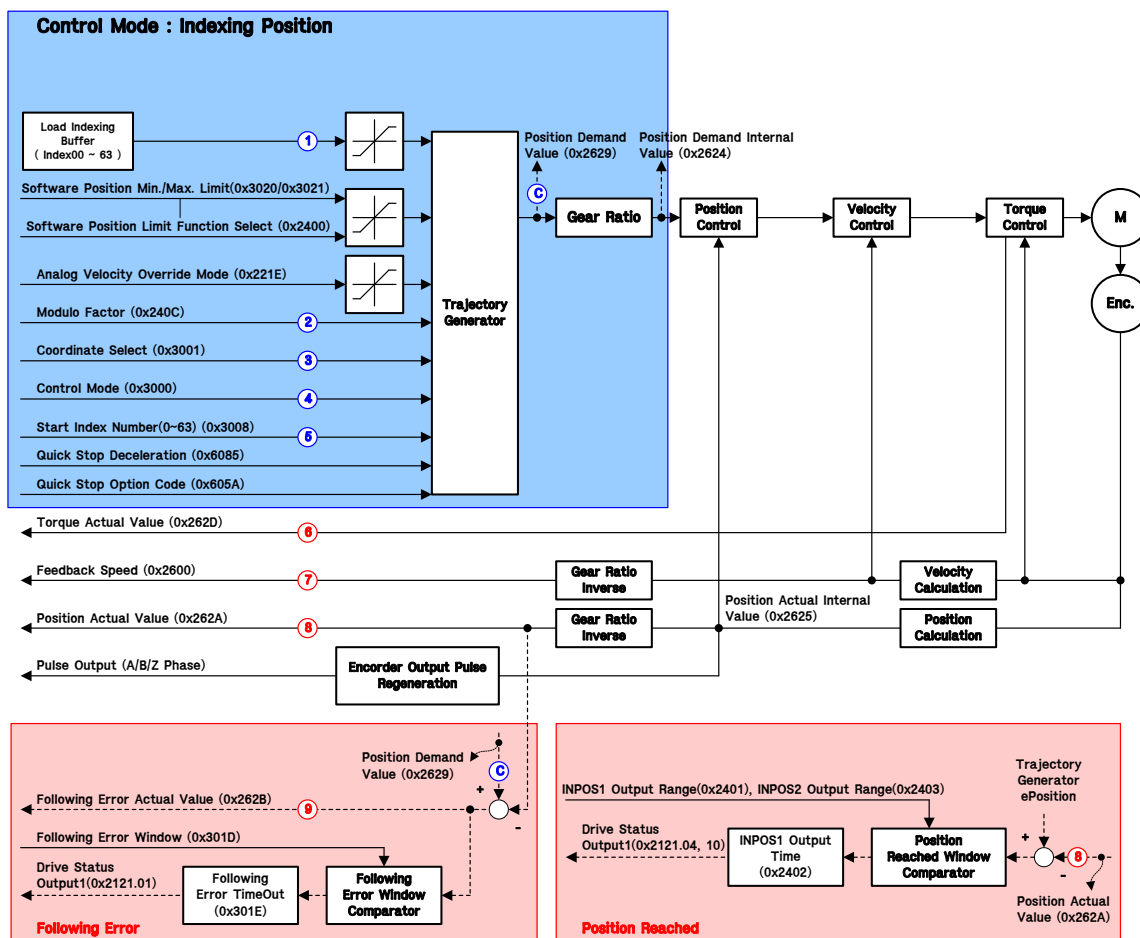 Control Mode : Indexing Position
Load Indexing
Buffer
( Index00 ~ 63 )
1
Software Position Min./Max. Limit(0x3020/0x3021)
Software Position Limit Function Select (0x2400)
Analog Velocity Override Mode (0x221E)
Modulo Factor (0x240C)
2
Coordinate Select (0x3001)
3
Control Mode (0x3000)
4
Start Index Number(0~63) (0x3008)
5
Quick Stop Deceleration (0x6085)
Quick Stop Option Code (0x605A)
Trajectory
Generator
Position Demand
Value (0x2629)
C
Position Demand Internal
Value (0x2624)
Gear Ratio
Position
Control
Velocity
Control
Torque
Control
M
Enc.
Torque Actual Value (0x262D)
6
Feedback Speed (0x2600)
7
Gear Ratio
Inverse
Velocity
Calculation
Position Actual Value (0x262A)
8
Gear Ratio
Inverse
Position Actual Internal
Value (0x2625)
Position
Calculation
Pulse Output (A/B/Z Phase)
Encorder Output Pulse
Regeneration
Position Demand
Value (0x2629)
C
+
-
Following Error Actual Value (0x262B)
9
Following Error Window (0x301D)
Drive Status
Output1(0x2121.01)
Following
Error TimeOut
(0x301E)
Following
Error Window
Comparator
Following Error
INPOS1 Output Range(0x2401), INPOS2 Output Range(0x2403)
Trajectory
Generator
ePosition
Drive Status
Output1(0x2121.04, 10)
INPOS1 Output
Time
(0x2402)
Position
Reached Window
Comparator
+
-
8
Position Actual
Value (0x262A)
Position Reached